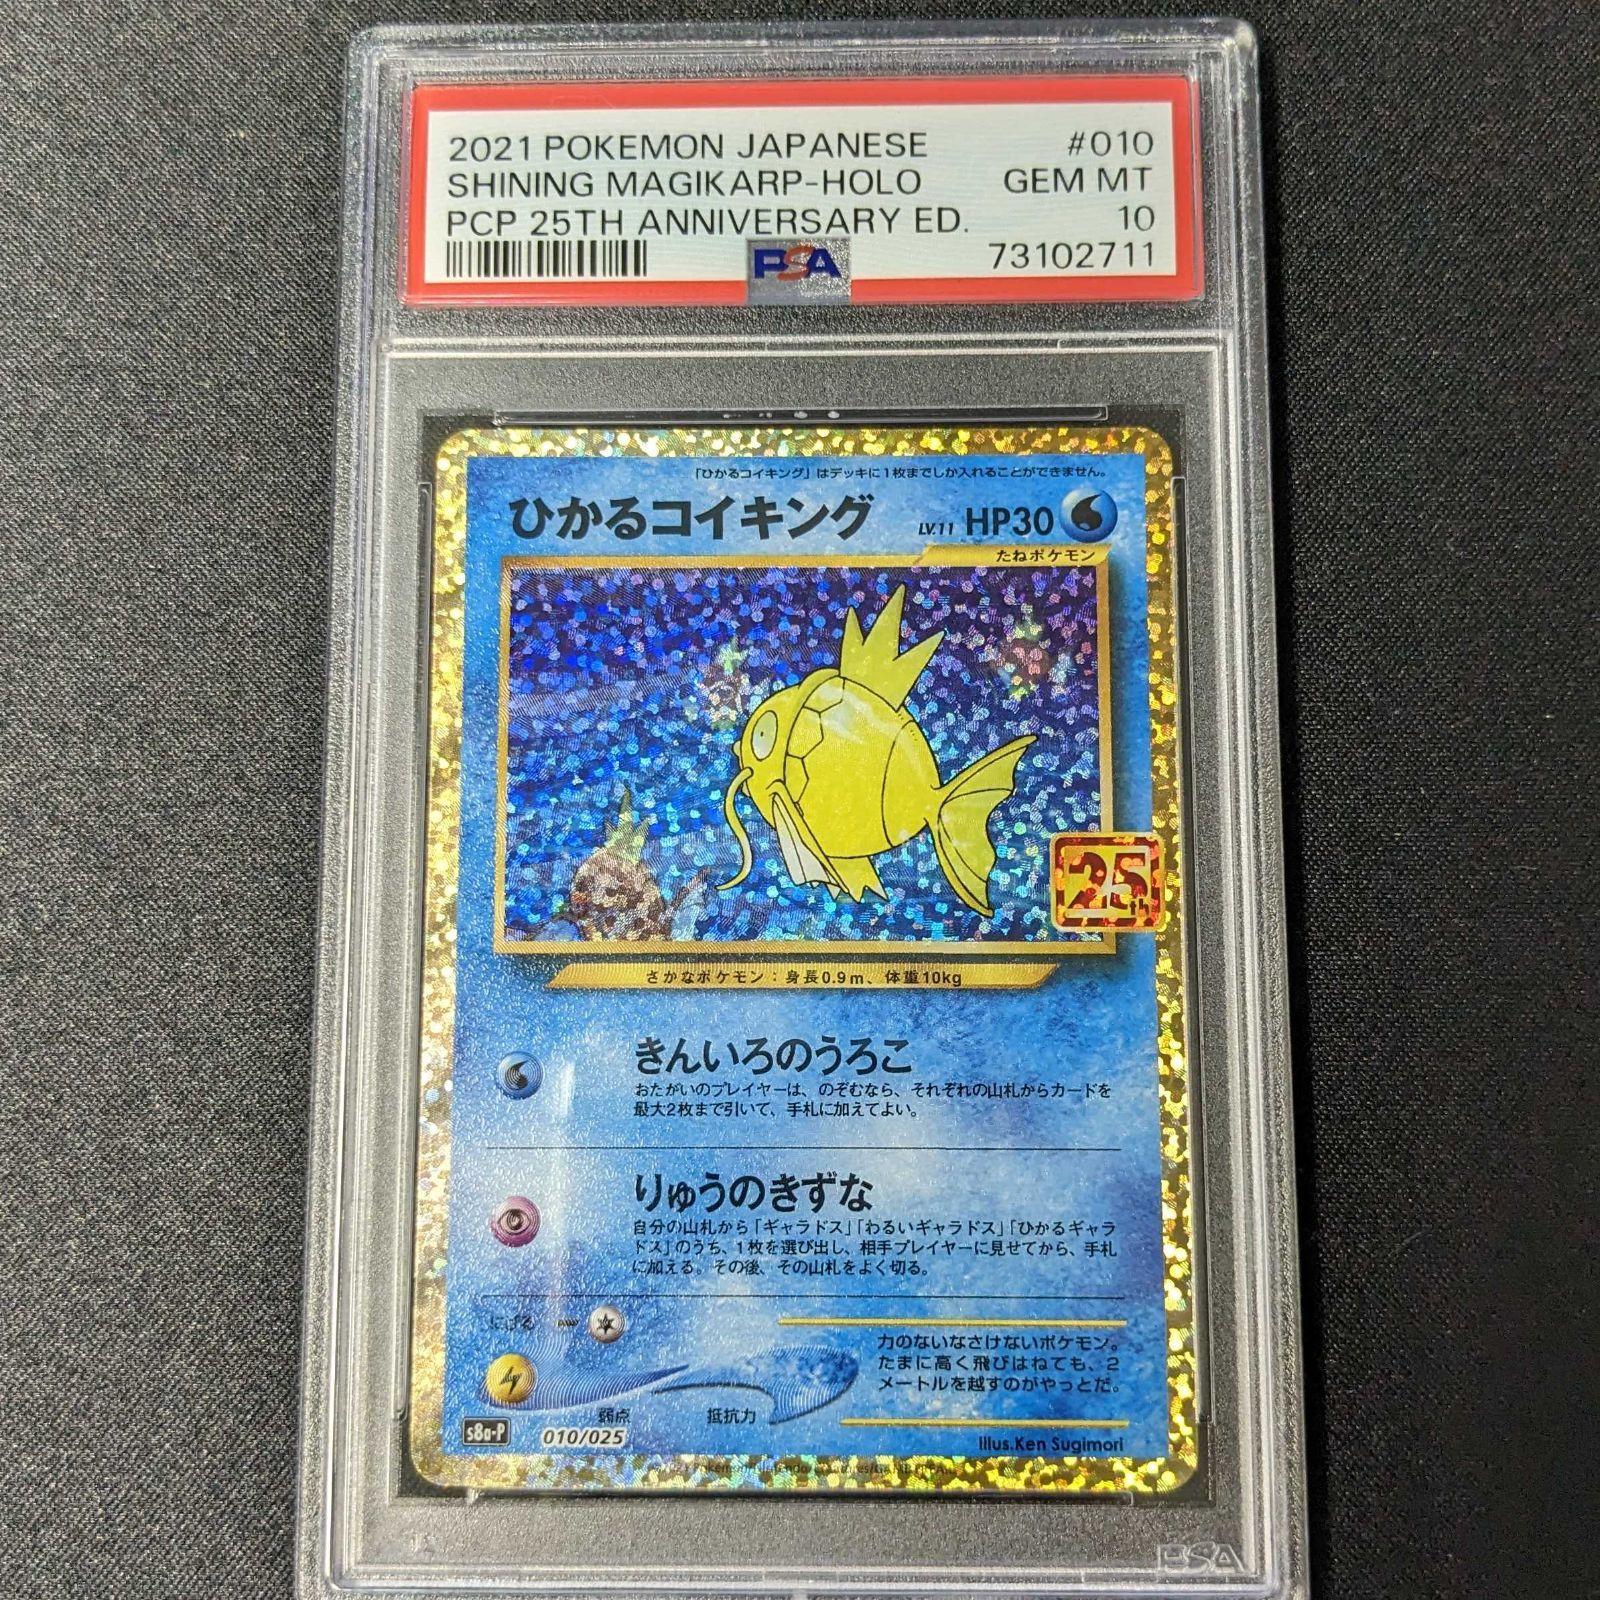 2021 POKEMON JAPANESE #010
SHINING MAGIKARP-HOLO GEM MT
PCP 25TH ANNIVERSARY ED. 10
PSA 73102711
「ひかるコイキング」はデッキに1枚までしか入れることができません。
ひかるコイキング LV.11 HP30
たねポケモン
25th
さかなポケモン：身長0.9m、体重10kg
きんいろのうろこ
おたがいのプレイヤーは、のぞむなら、それぞれの山札からカードを
最大2枚まで引いて、手札に加えてよい。
りゅうのきずな
自分の山札から「ギャラドス」「わるいギャラドス」「ひかるギャラ
ドス」のうち、1枚を選び出し、相手プレイヤーに見せてから、手札
に加える。その後、その山札をよく切る。
にげる
力のないなさけないポケモン。
たまに高く飛びはねても、2
メートルを越すのがやっとだ。
弱点 抵抗力
s8a-P 010/025
Illus.Ken Sugimori
PSA